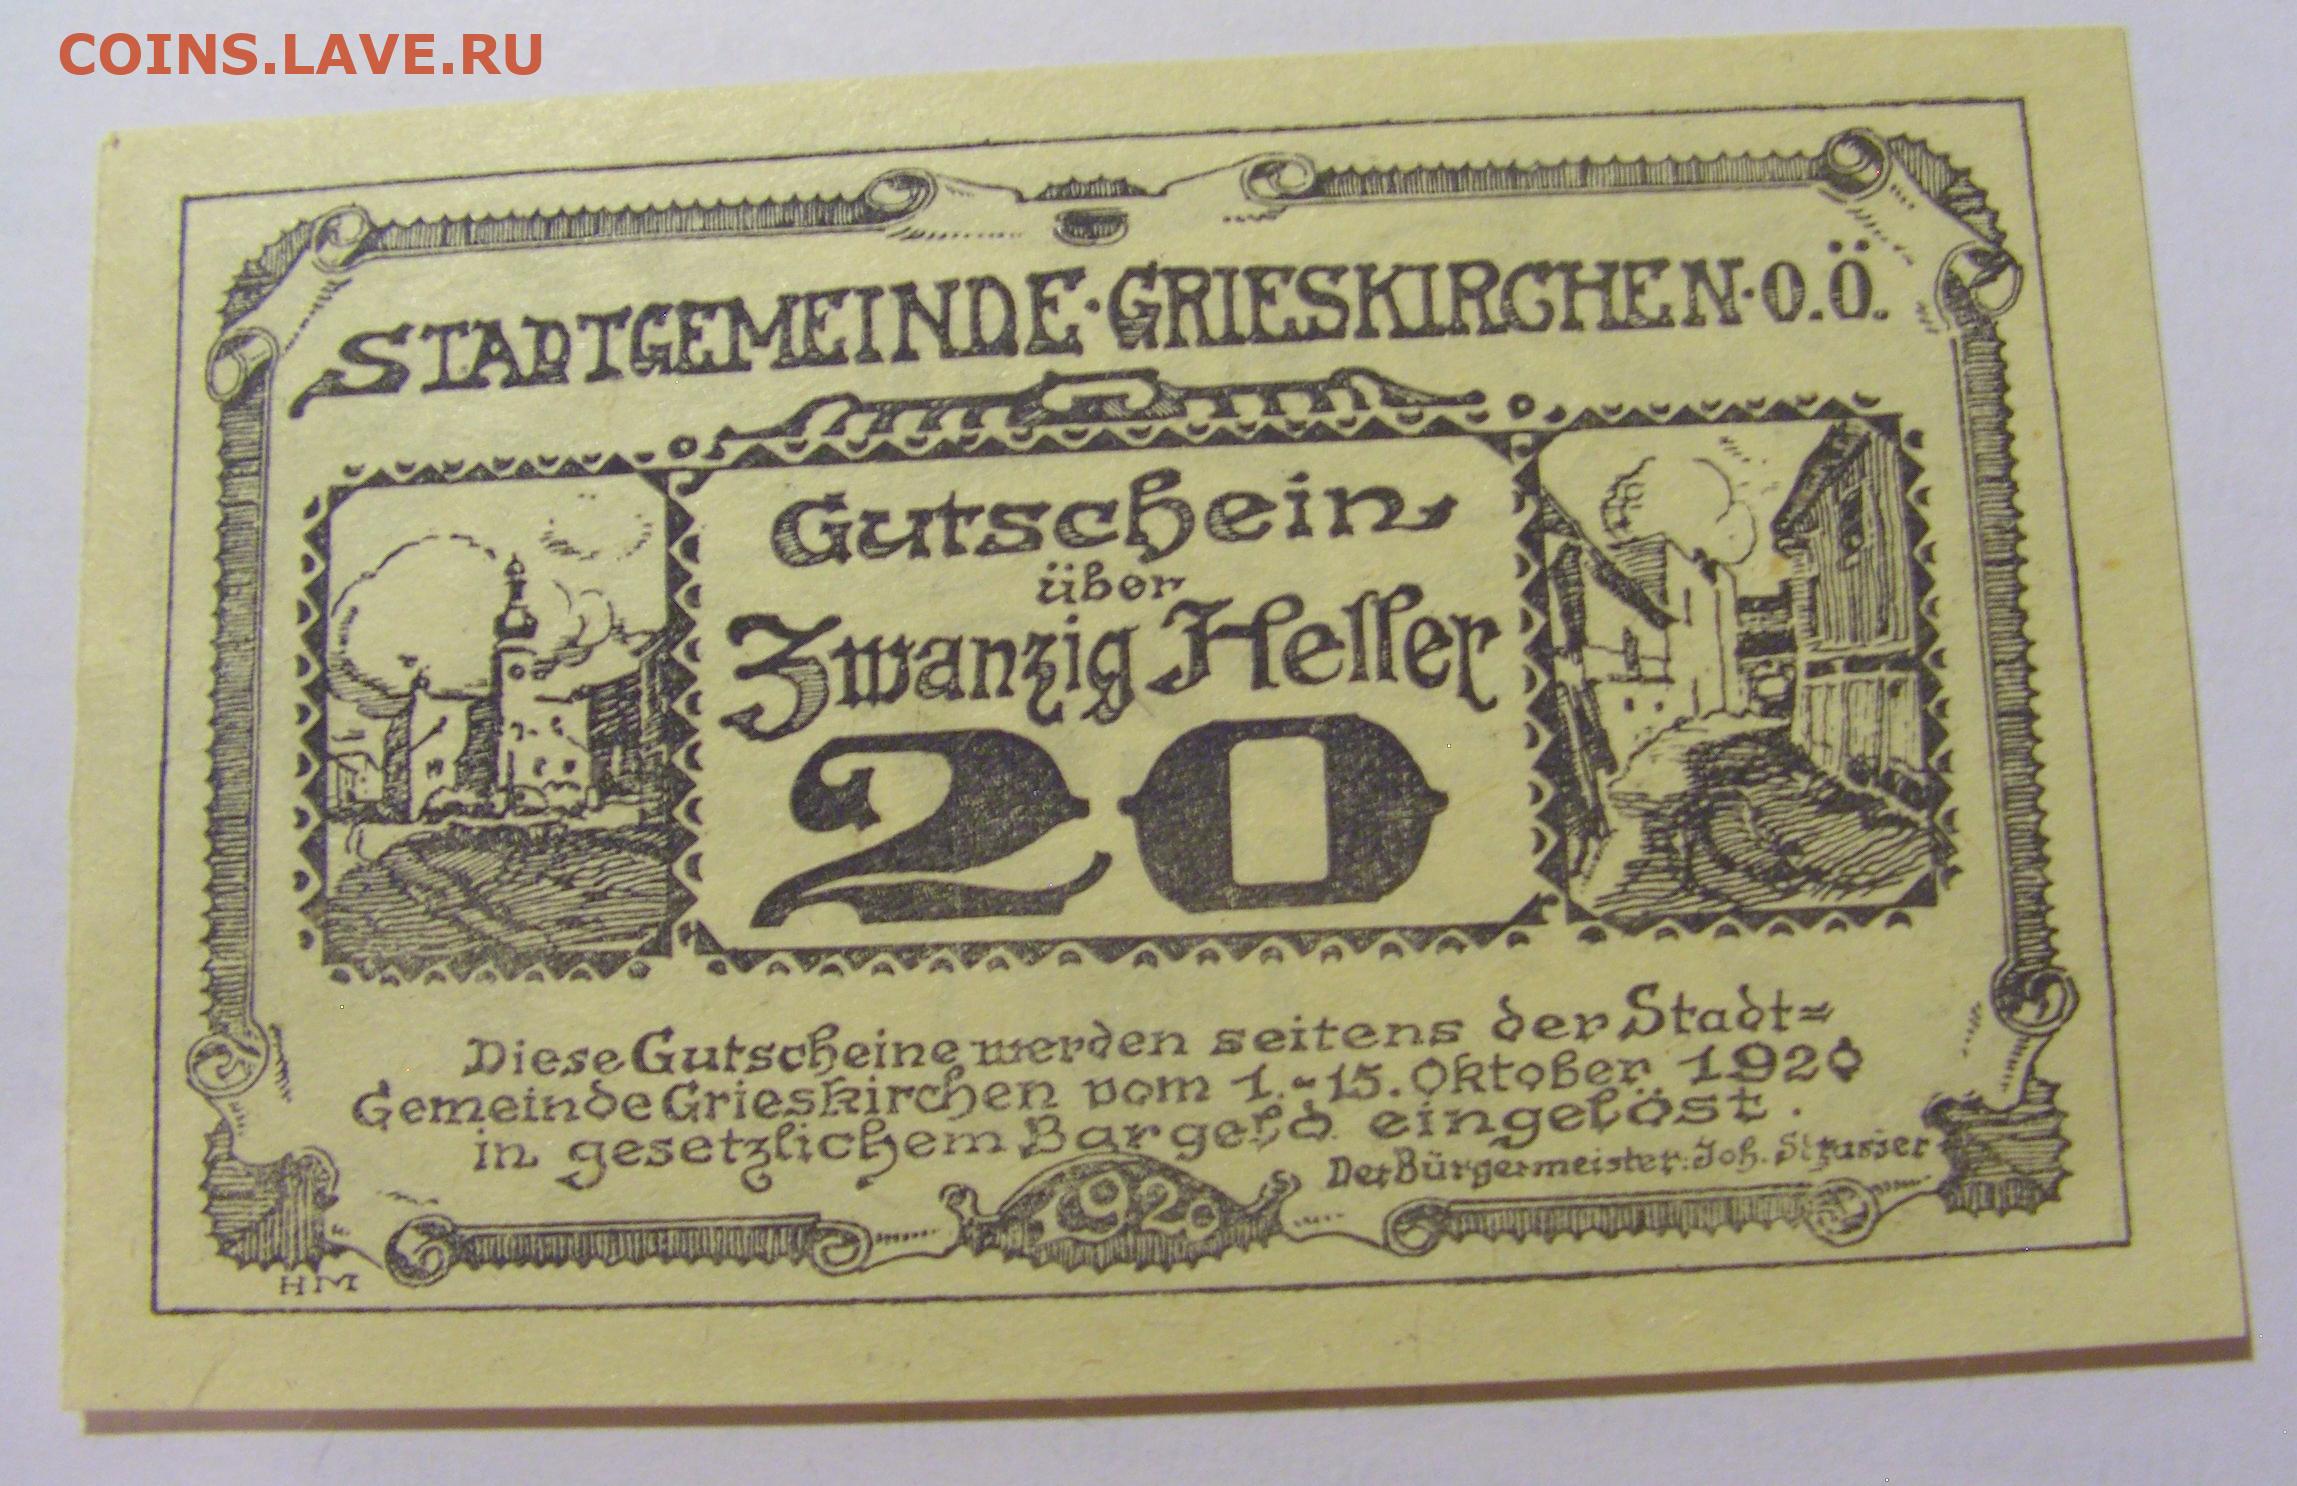 COINS.LAVE.RU
STADTGEMEINDE·GRIESKIRCHEN·O.Ö.
Gutschein
über
Zwanzig Heller
20
Diese Gutscheine werden seitens der Stadt=
Gemeinde Grieskirchen vom 1.-15. Oktober 1920
in gesetzlichem Bargeld eingelöst.
Der Bürgermeister: Joh. Strasser
1920
HM